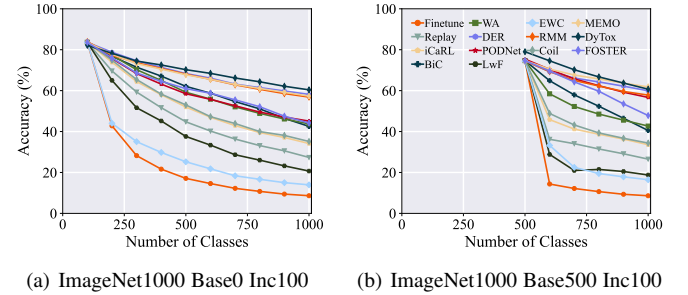 100
80
60
40
20
0
0 250 500 750 1000
Accuracy (%)
Number of Classes
(a) ImageNet1000 Base0 Inc100
100
80
60
40
20
0
0 250 500 750 1000
Accuracy (%)
Number of Classes
Finetune WA EWC MEMO
Replay DER RMM DyTox
iCaRL PODNet Coil FOSTER
BiC LwF
(b) ImageNet1000 Base500 Inc100